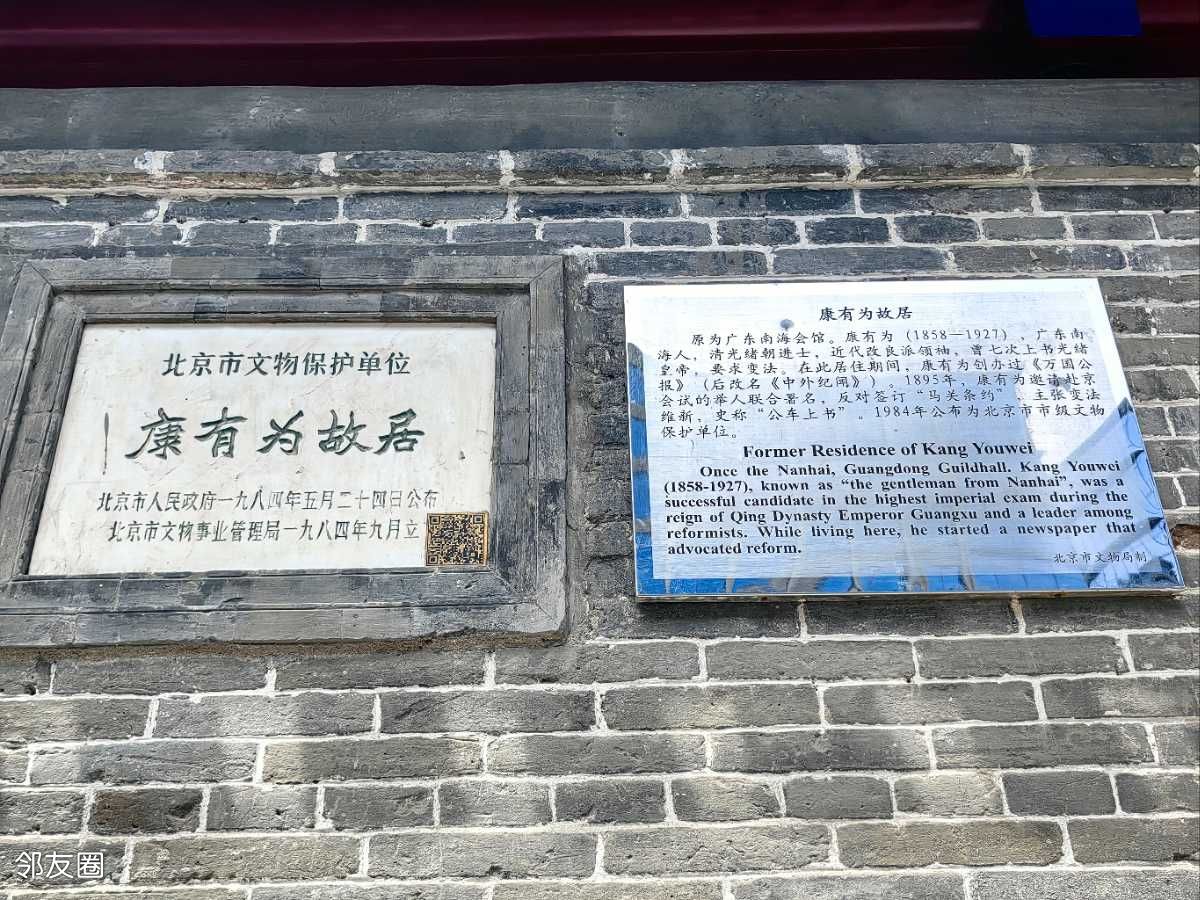 北京市文物保护单位
康有为故居
北京市人民政府一九八四年五月二十四日公布
北京市文物事业管理局一九八四年九月立
康有为故居
原为广东南海会馆。康有为（1858—1927），广东南
海人，清光绪朝进士，近代改良派领袖，曾七次上书光绪
皇帝，要求变法。在此居住期间，康有为创办过《万国公
报》（后改名《中外纪闻》）。1895年，康有为邀请赴京
会试的举人联合署名，反对签订“马关条约”，主张变法
维新，史称“公车上书”。1984年公布为北京市市级文物
保护单位。
Former Residence of Kang Youwei
Once the Nanhai, Guangdong Guildhall. Kang Youwei
(1858-1927), known as “the gentleman from Nanhai”, was a
successful candidate in the highest imperial exam during the
reign of Qing Dynasty Emperor Guangxu and a leader among
reformists. While living here, he started a newspaper that
advocated reform.
北京市文物局制
邻友圈